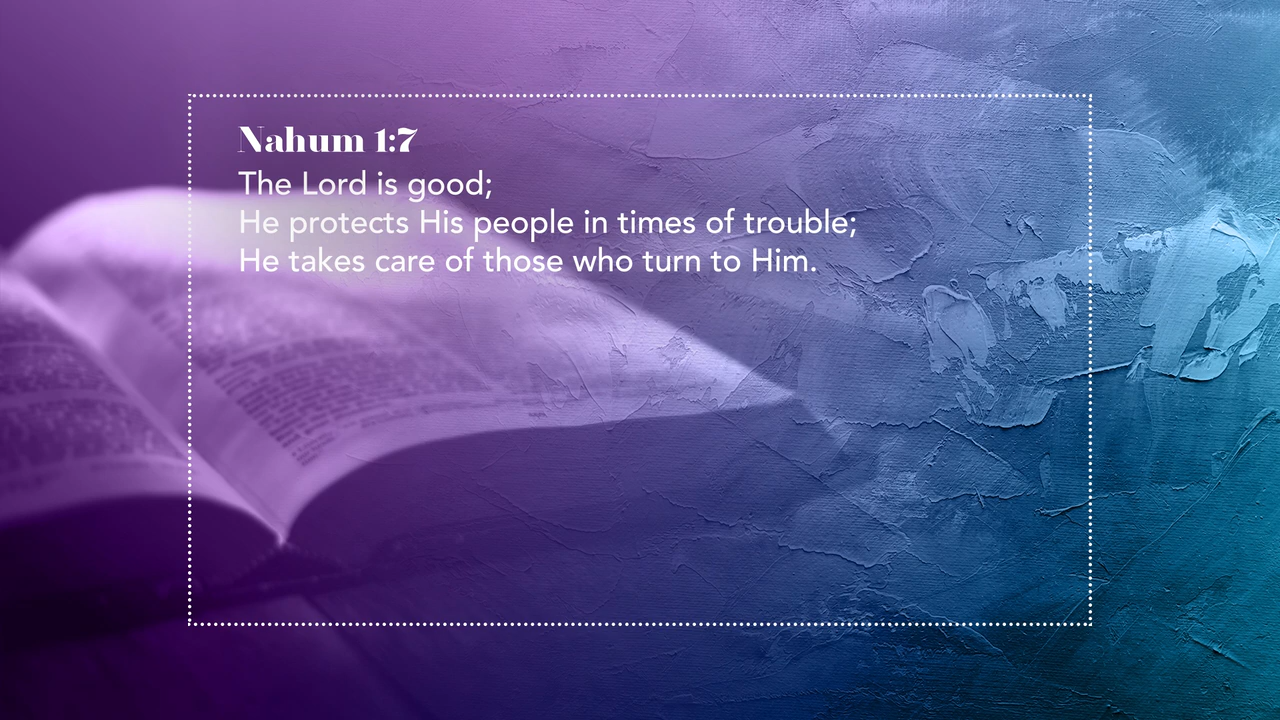 Nahum 1:7
The Lord is good;
He protects His people in times of trouble;
He takes care of those who turn to Him.